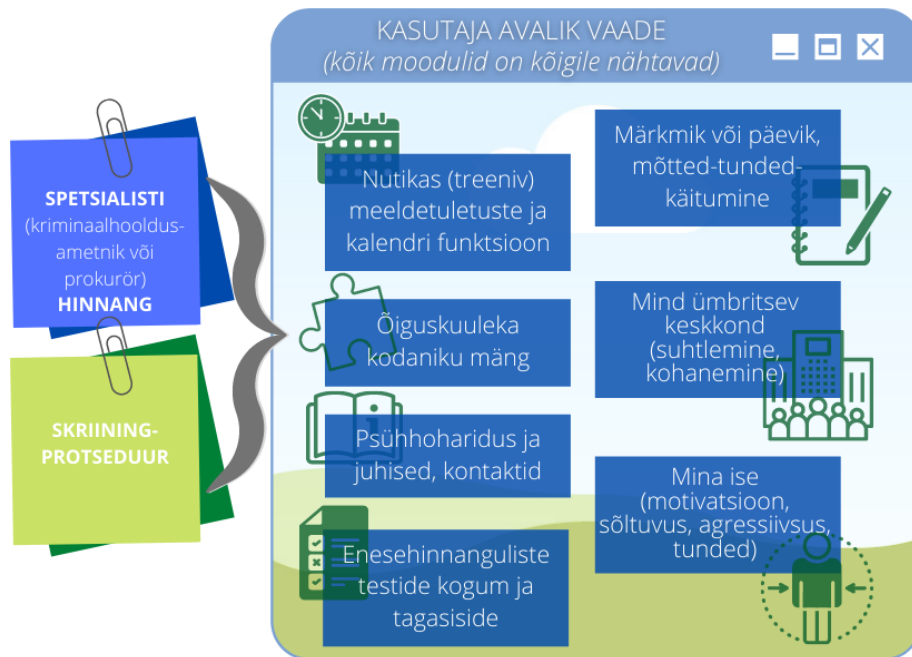 KASUTAJA AVALIK VAADE
(kõik moodulid on kõigile nähtavad)
SPETSIALISTI
(kriminaalhooldus-
ametnik või
prokurör)
HINNANG
SKRIINING-
PROTSEDUUR
Nutikas (treeniv)
meeldetuletuste ja
kalendri funktsioon
Õiguskuuleka
kodaniku mäng
Psühhoharidus ja
juhised, kontaktid
Enesehinnanguliste
testide kogum ja
tagasiside
Märkmik või päevik,
mõtted-tunded-
käitumine
Mind ümbritsev
keskkond
(suhtlemine,
kohanemine)
Mina ise
(motivatsioon,
sõltuvus, agressiivsus,
tunded)